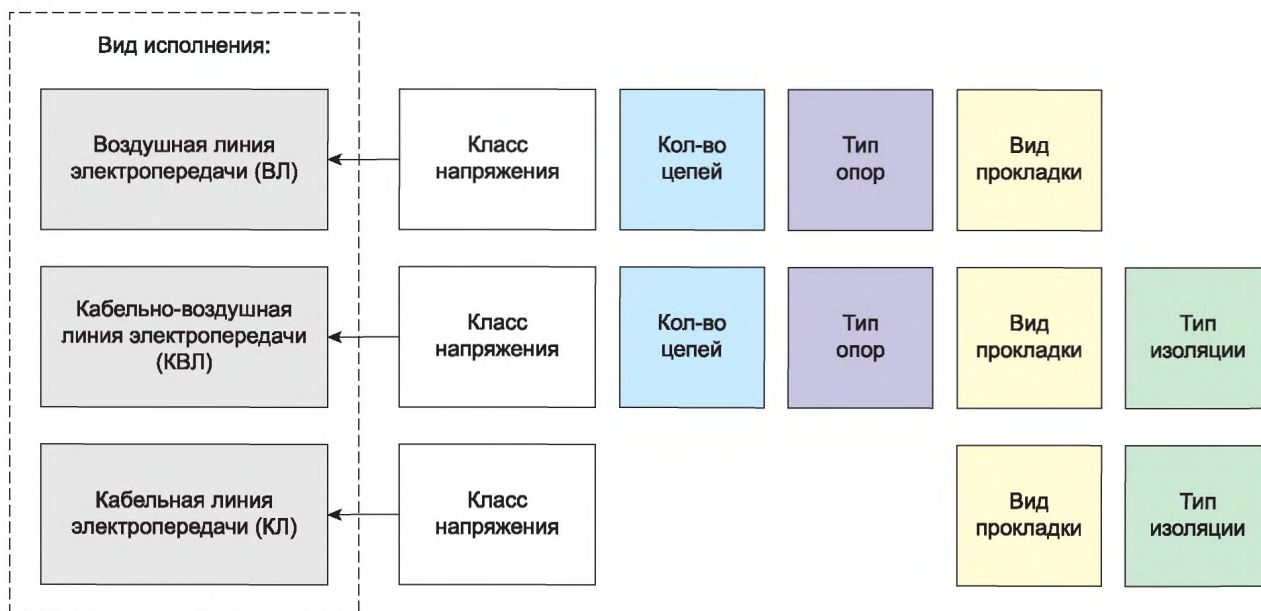 Вид исполнения:
Воздушная линия
электропередачи (ВЛ)
Класс
напряжения
Кол-во
цепей
Тип
опор
Вид
прокладки
Кабельно-воздушная
линия электропередачи
(КВЛ)
Класс
напряжения
Кол-во
цепей
Тип
опор
Вид
прокладки
Тип
изоляции
Кабельная линия
электропередачи (КЛ)
Класс
напряжения
Вид
прокладки
Тип
изоляции